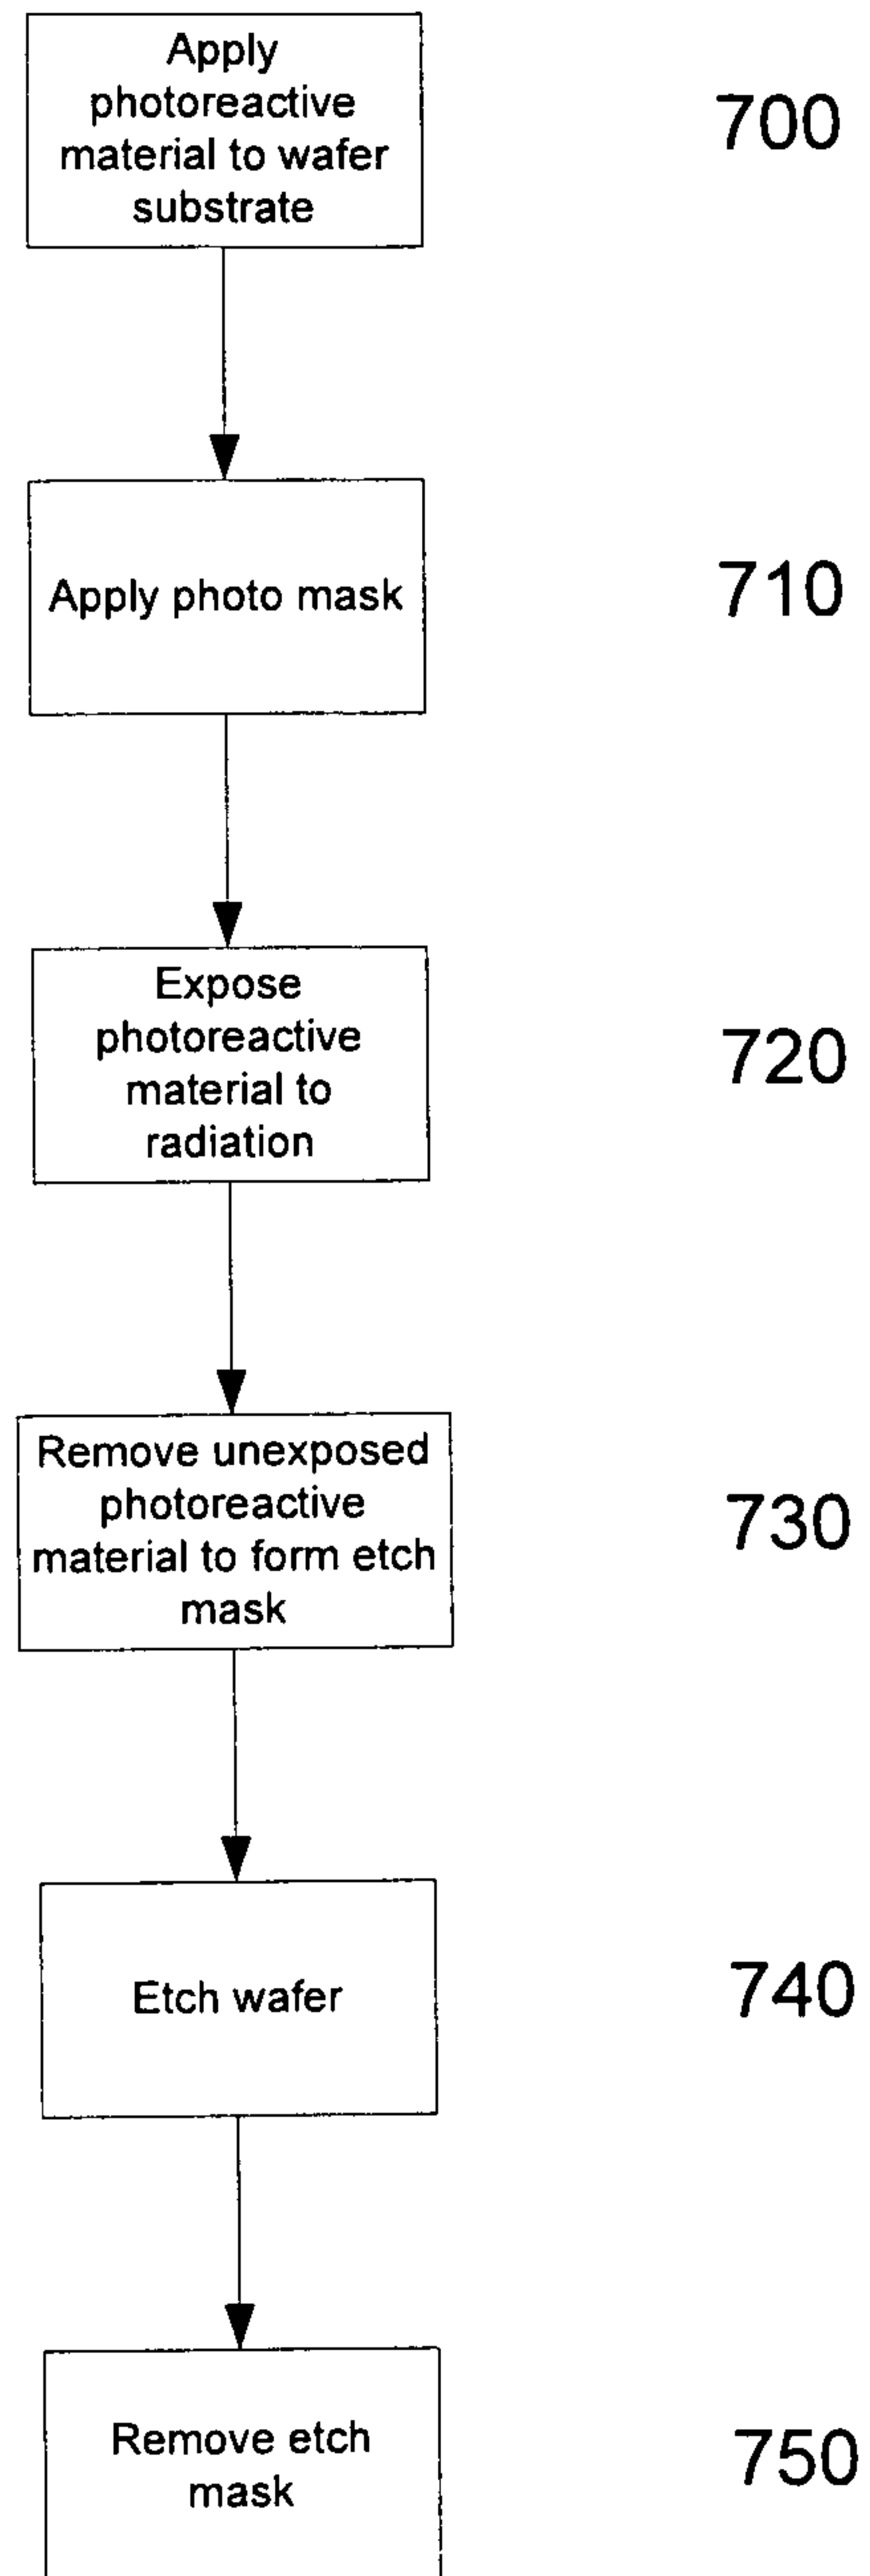 Apply
photoreactive
material to wafer
substrate
700
Apply photo mask
710
Expose
photoreactive
material to
radiation
720
Remove unexposed
photoreactive
material to form etch
mask
730
Etch wafer
740
Remove etch
mask
750